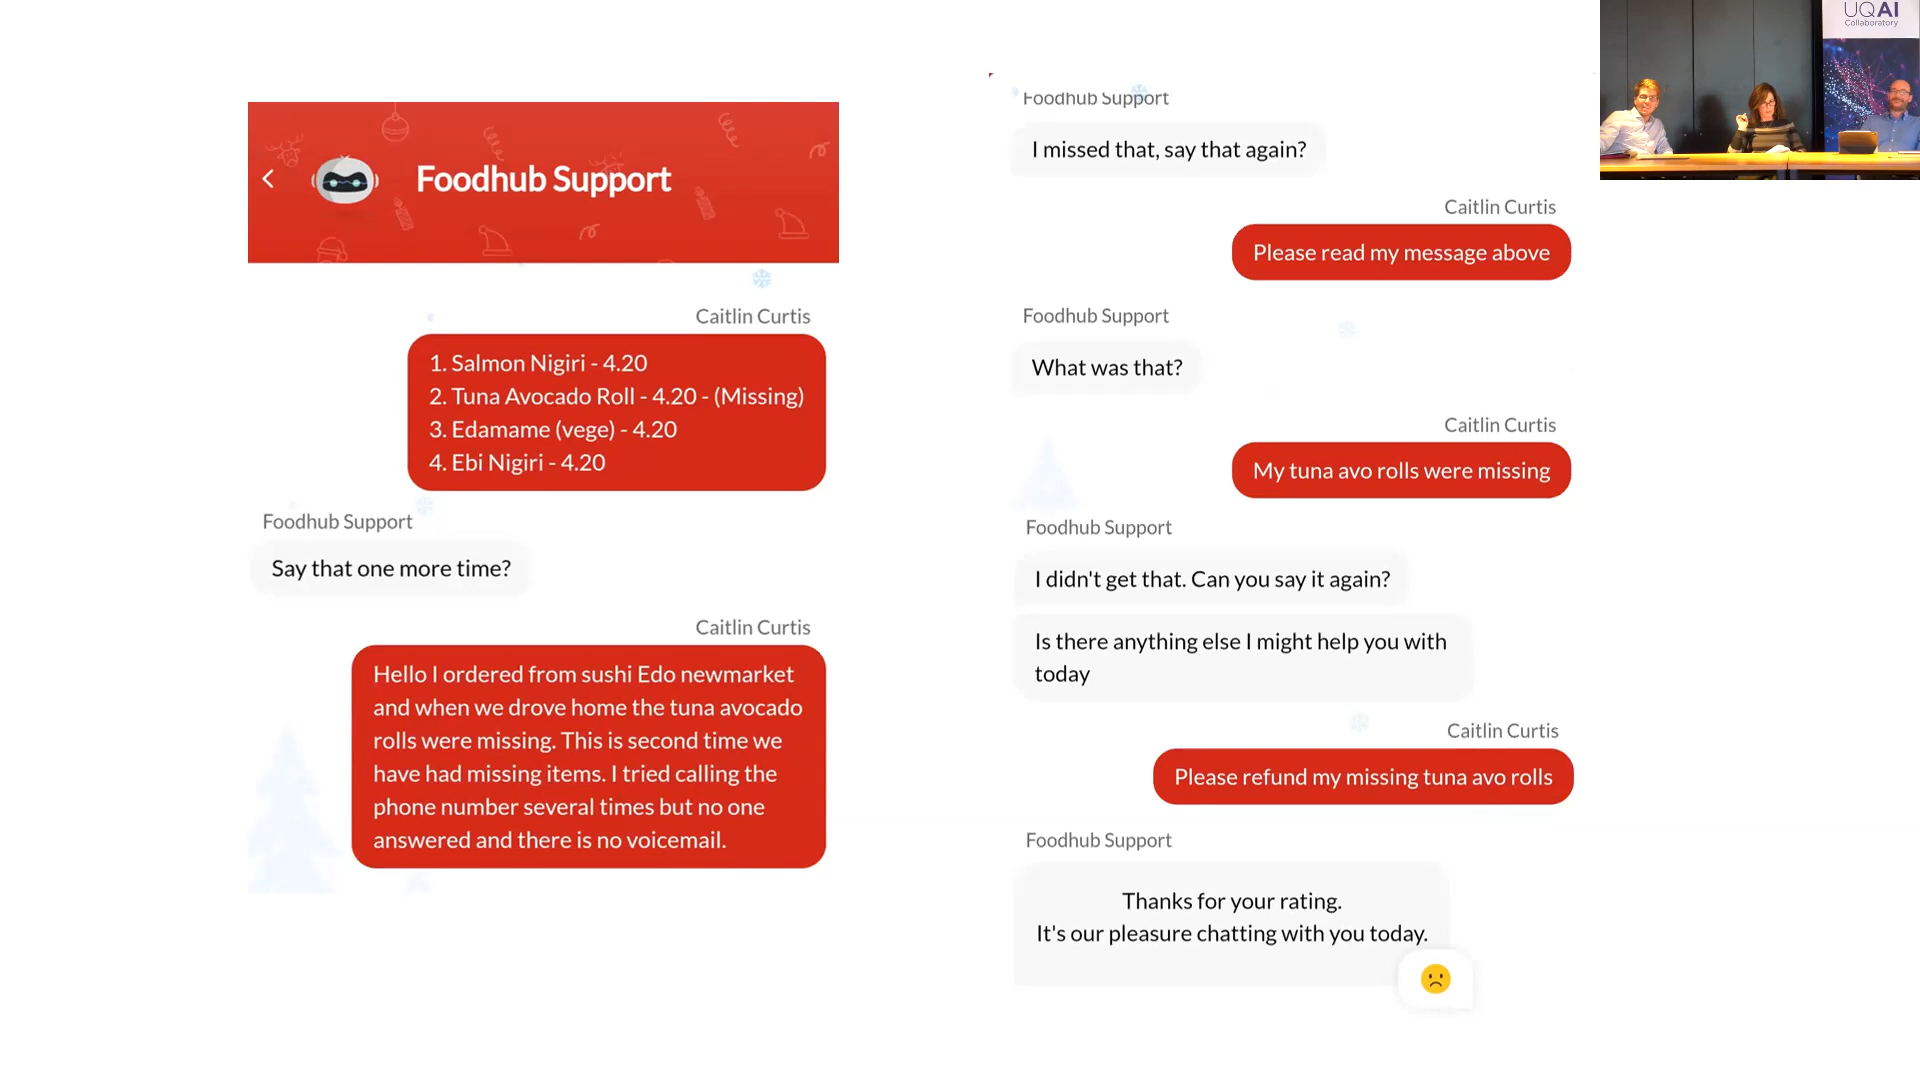 Foodhub Support
Caitlin Curtis
1. Salmon Nigiri - 4.20
2. Tuna Avocado Roll - 4.20 - (Missing)
3. Edamame (vege) - 4.20
4. Ebi Nigiri - 4.20
Foodhub Support
Say that one more time?
Caitlin Curtis
Hello I ordered from sushi Edo newmarket
and when we drove home the tuna avocado
rolls were missing. This is second time we
have had missing items. I tried calling the
phone number several times but no one
answered and there is no voicemail.
Foodhub Support
I missed that, say that again?
Caitlin Curtis
Please read my message above
Foodhub Support
What was that?
Caitlin Curtis
My tuna avo rolls were missing
Foodhub Support
I didn't get that. Can you say it again?
Is there anything else I might help you with
today
Caitlin Curtis
Please refund my missing tuna avo rolls
Foodhub Support
Thanks for your rating.
It's our pleasure chatting with you today.
UQAI
Collaboratory